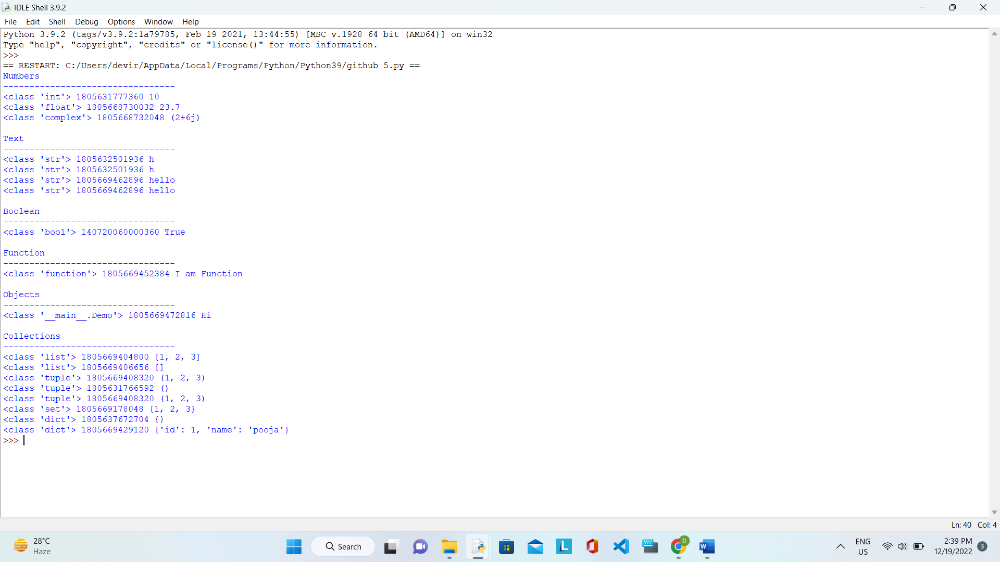 IDLE Shell 3.9.2
File Edit Shell Debug Options Window Help
Python 3.9.2 (tags/v3.9.2:1a79785, Feb 19 2021, 13:44:55) [MSC v.1928 64 bit (AMD64)] on win32
Type "help", "copyright", "credits" or "license()" for more information.
>>>
== RESTART: C:/Users/devir/AppData/Local/Programs/Python/Python39/github 5.py ==
Numbers
---------------------------------
<class 'int'> 1805631777360 10
<class 'float'> 1805668730032 23.7
<class 'complex'> 1805668732048 (2+6j)
Text
---------------------------------
<class 'str'> 1805632501936 h
<class 'str'> 1805632501936 h
<class 'str'> 1805669462896 hello
<class 'str'> 1805669462896 hello
Boolean
---------------------------------
<class 'bool'> 140720060000360 True
Function
---------------------------------
<class 'function'> 1805669452384 I am Function
Objects
---------------------------------
<class '__main__.Demo'> 1805669472816 Hi
Collections
---------------------------------
<class 'list'> 1805669404800 [1, 2, 3]
<class 'list'> 1805669406656 []
<class 'tuple'> 1805669408320 (1, 2, 3)
<class 'tuple'> 1805631766592 ()
<class 'tuple'> 1805669408320 (1, 2, 3)
<class 'set'> 1805669178048 {1, 2, 3}
<class 'dict'> 1805637672704 {}
<class 'dict'> 1805669429120 {'id': 1, 'name': 'pooja'}
>>>
Ln: 40 Col: 4
28°C
Haze
Search
L
D
W
ENG
US
2:39 PM
12/19/2022
3